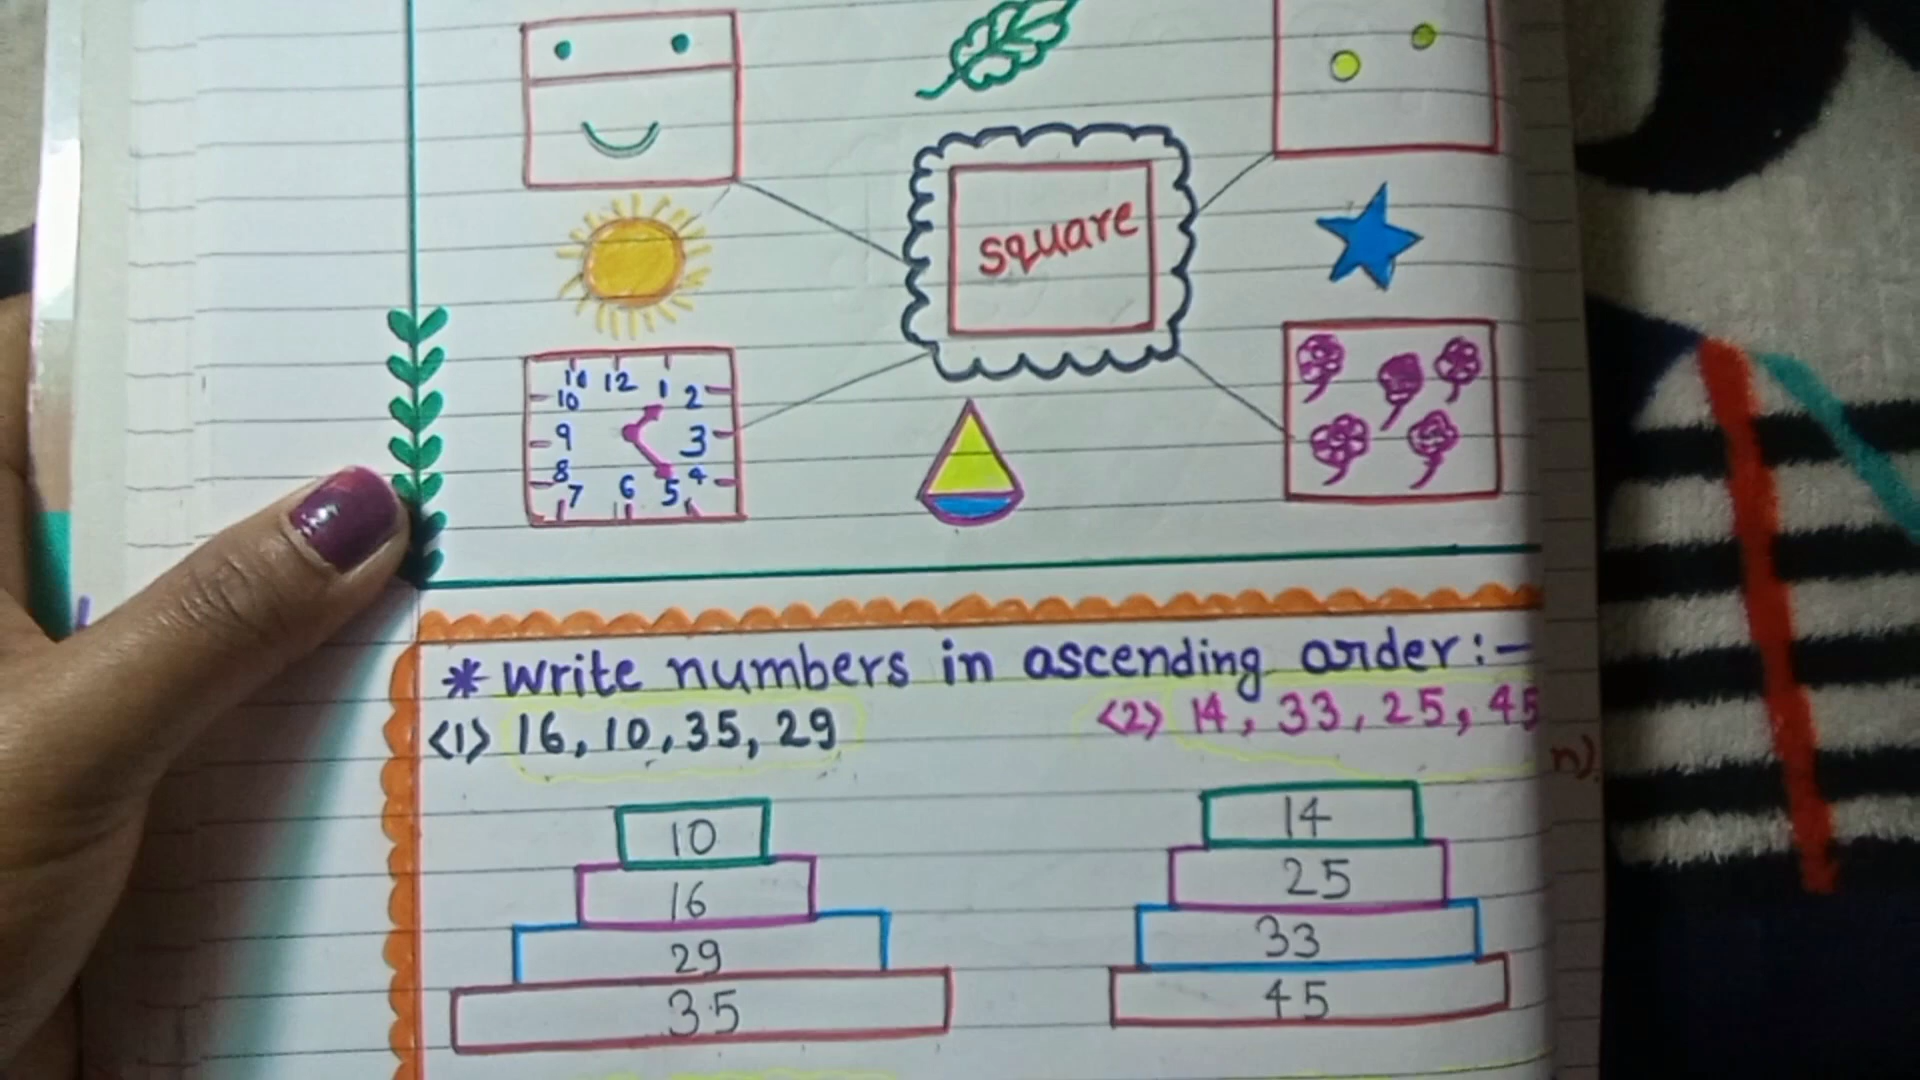 square
11 12 1
10 2
9 3
8 4
7 6 5
* Write numbers in ascending order:-
<1> 16, 10, 35, 29 <2> 14, 33, 25, 45
n)
10 14
16 25
29 33
35 45